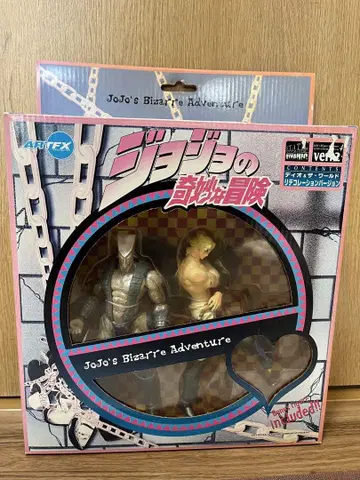 JoJo's Bizarre Adventure
ARTFX
ジョジョの
奇妙な冒険
ver.2
CONTENTS
ディオ&ザ・ワールド
リデコレーションバージョン
JoJo's Bizarre Adventure
Included!!